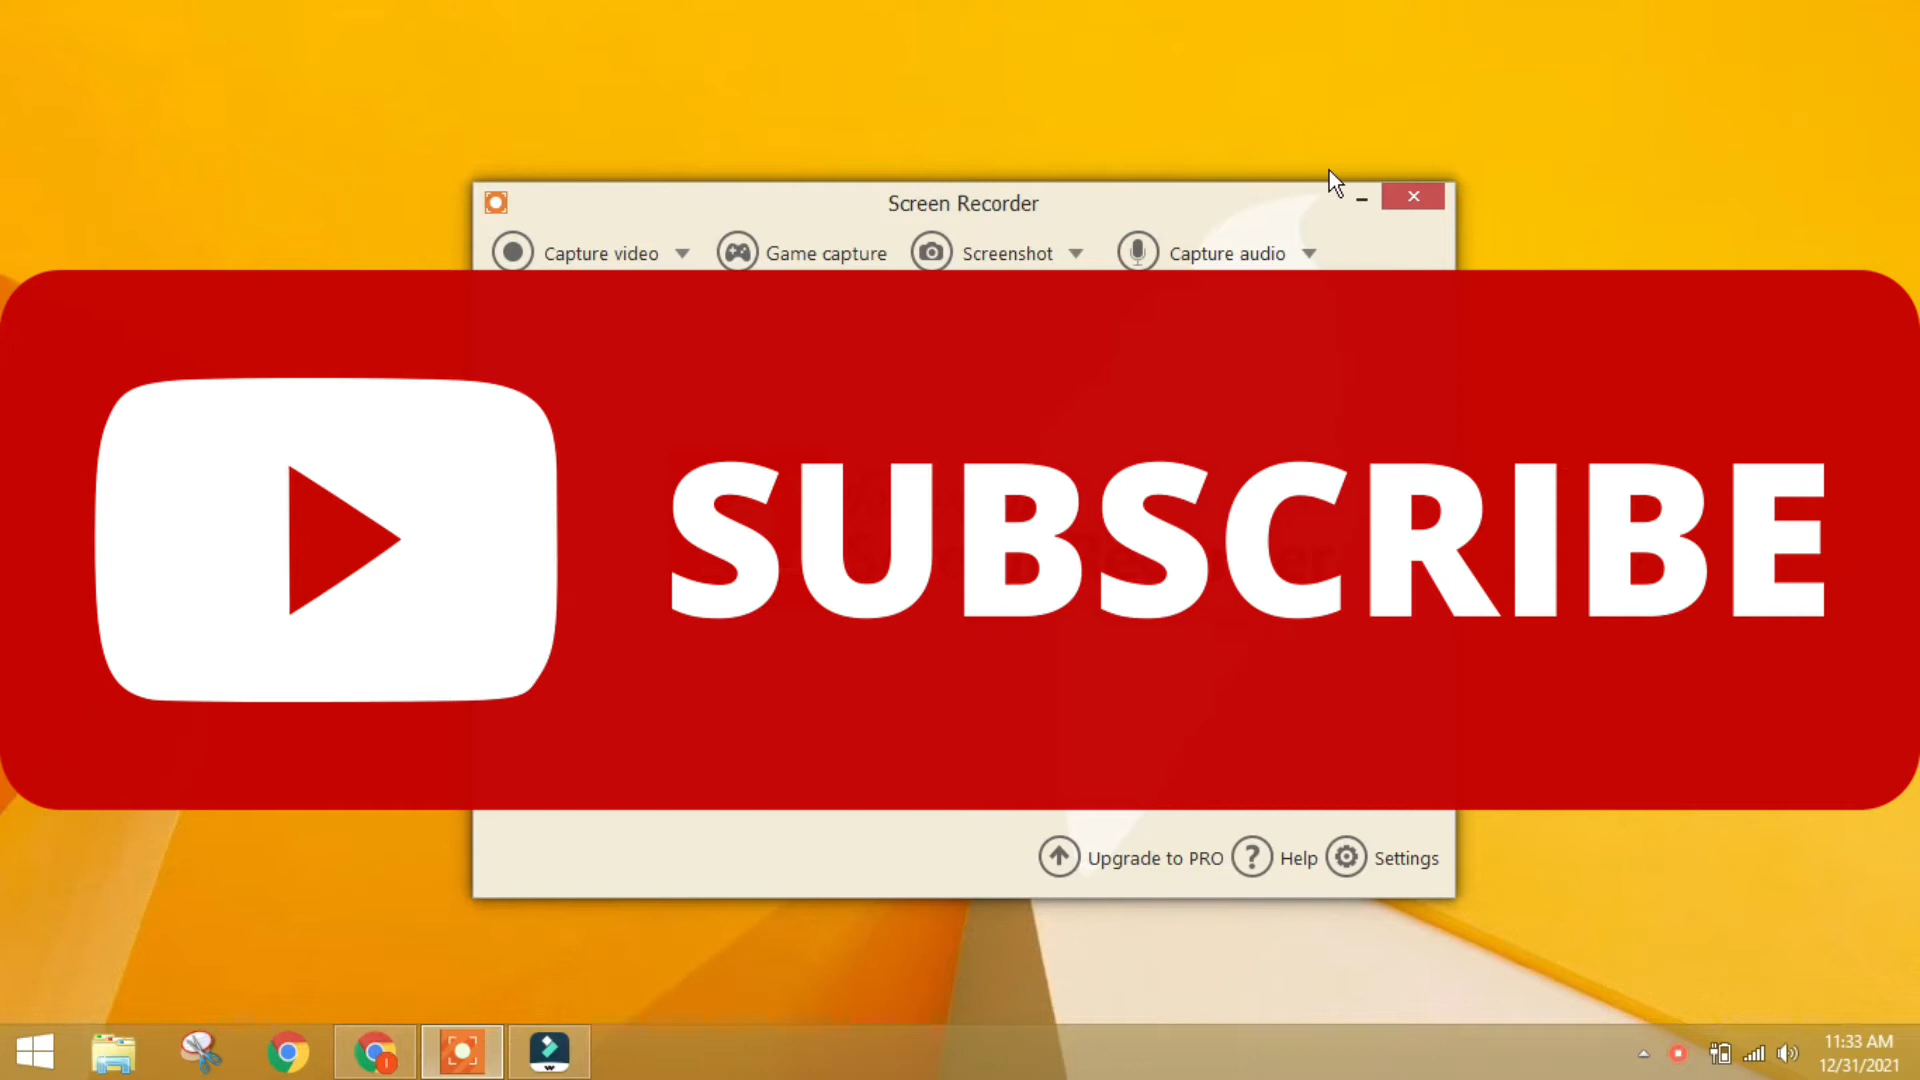 Screen Recorder
Capture video
Game capture
Screenshot
Capture audio
SUBSCRIBE
Upgrade to PRO
Help
Settings
11:33 AM
12/31/2021